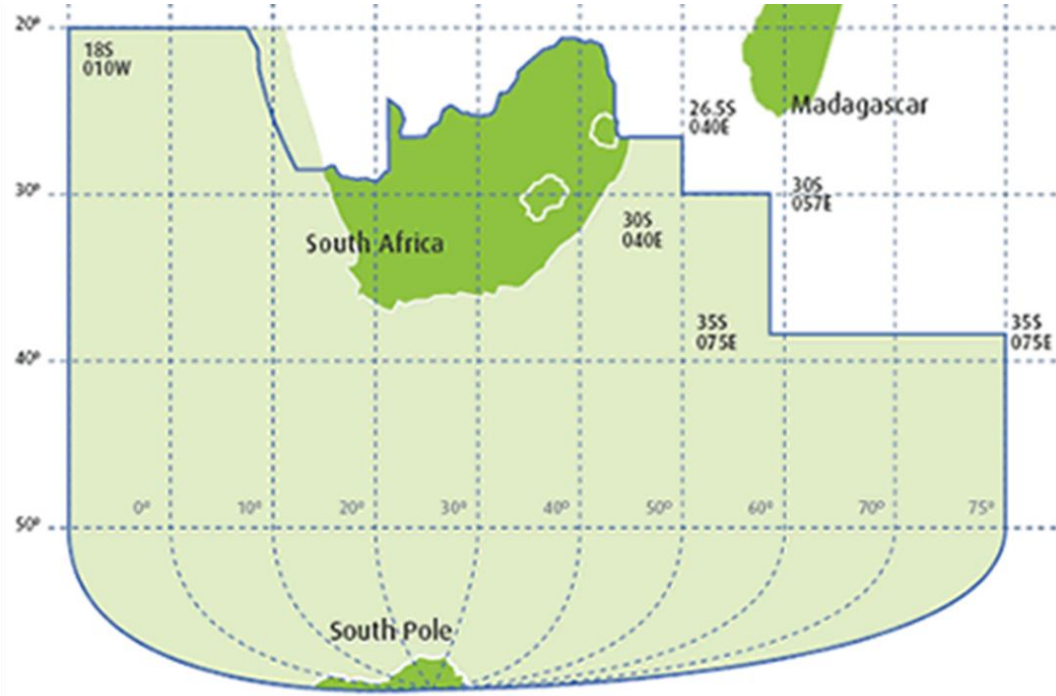 20°
18S
010W
26.5S
040E
Madagascar
30°
30S
057E
30S
040E
South Africa
35S
075E
35S
075E
40°
0°
10°
20°
30°
40°
50°
60°
70°
75°
50°
South Pole